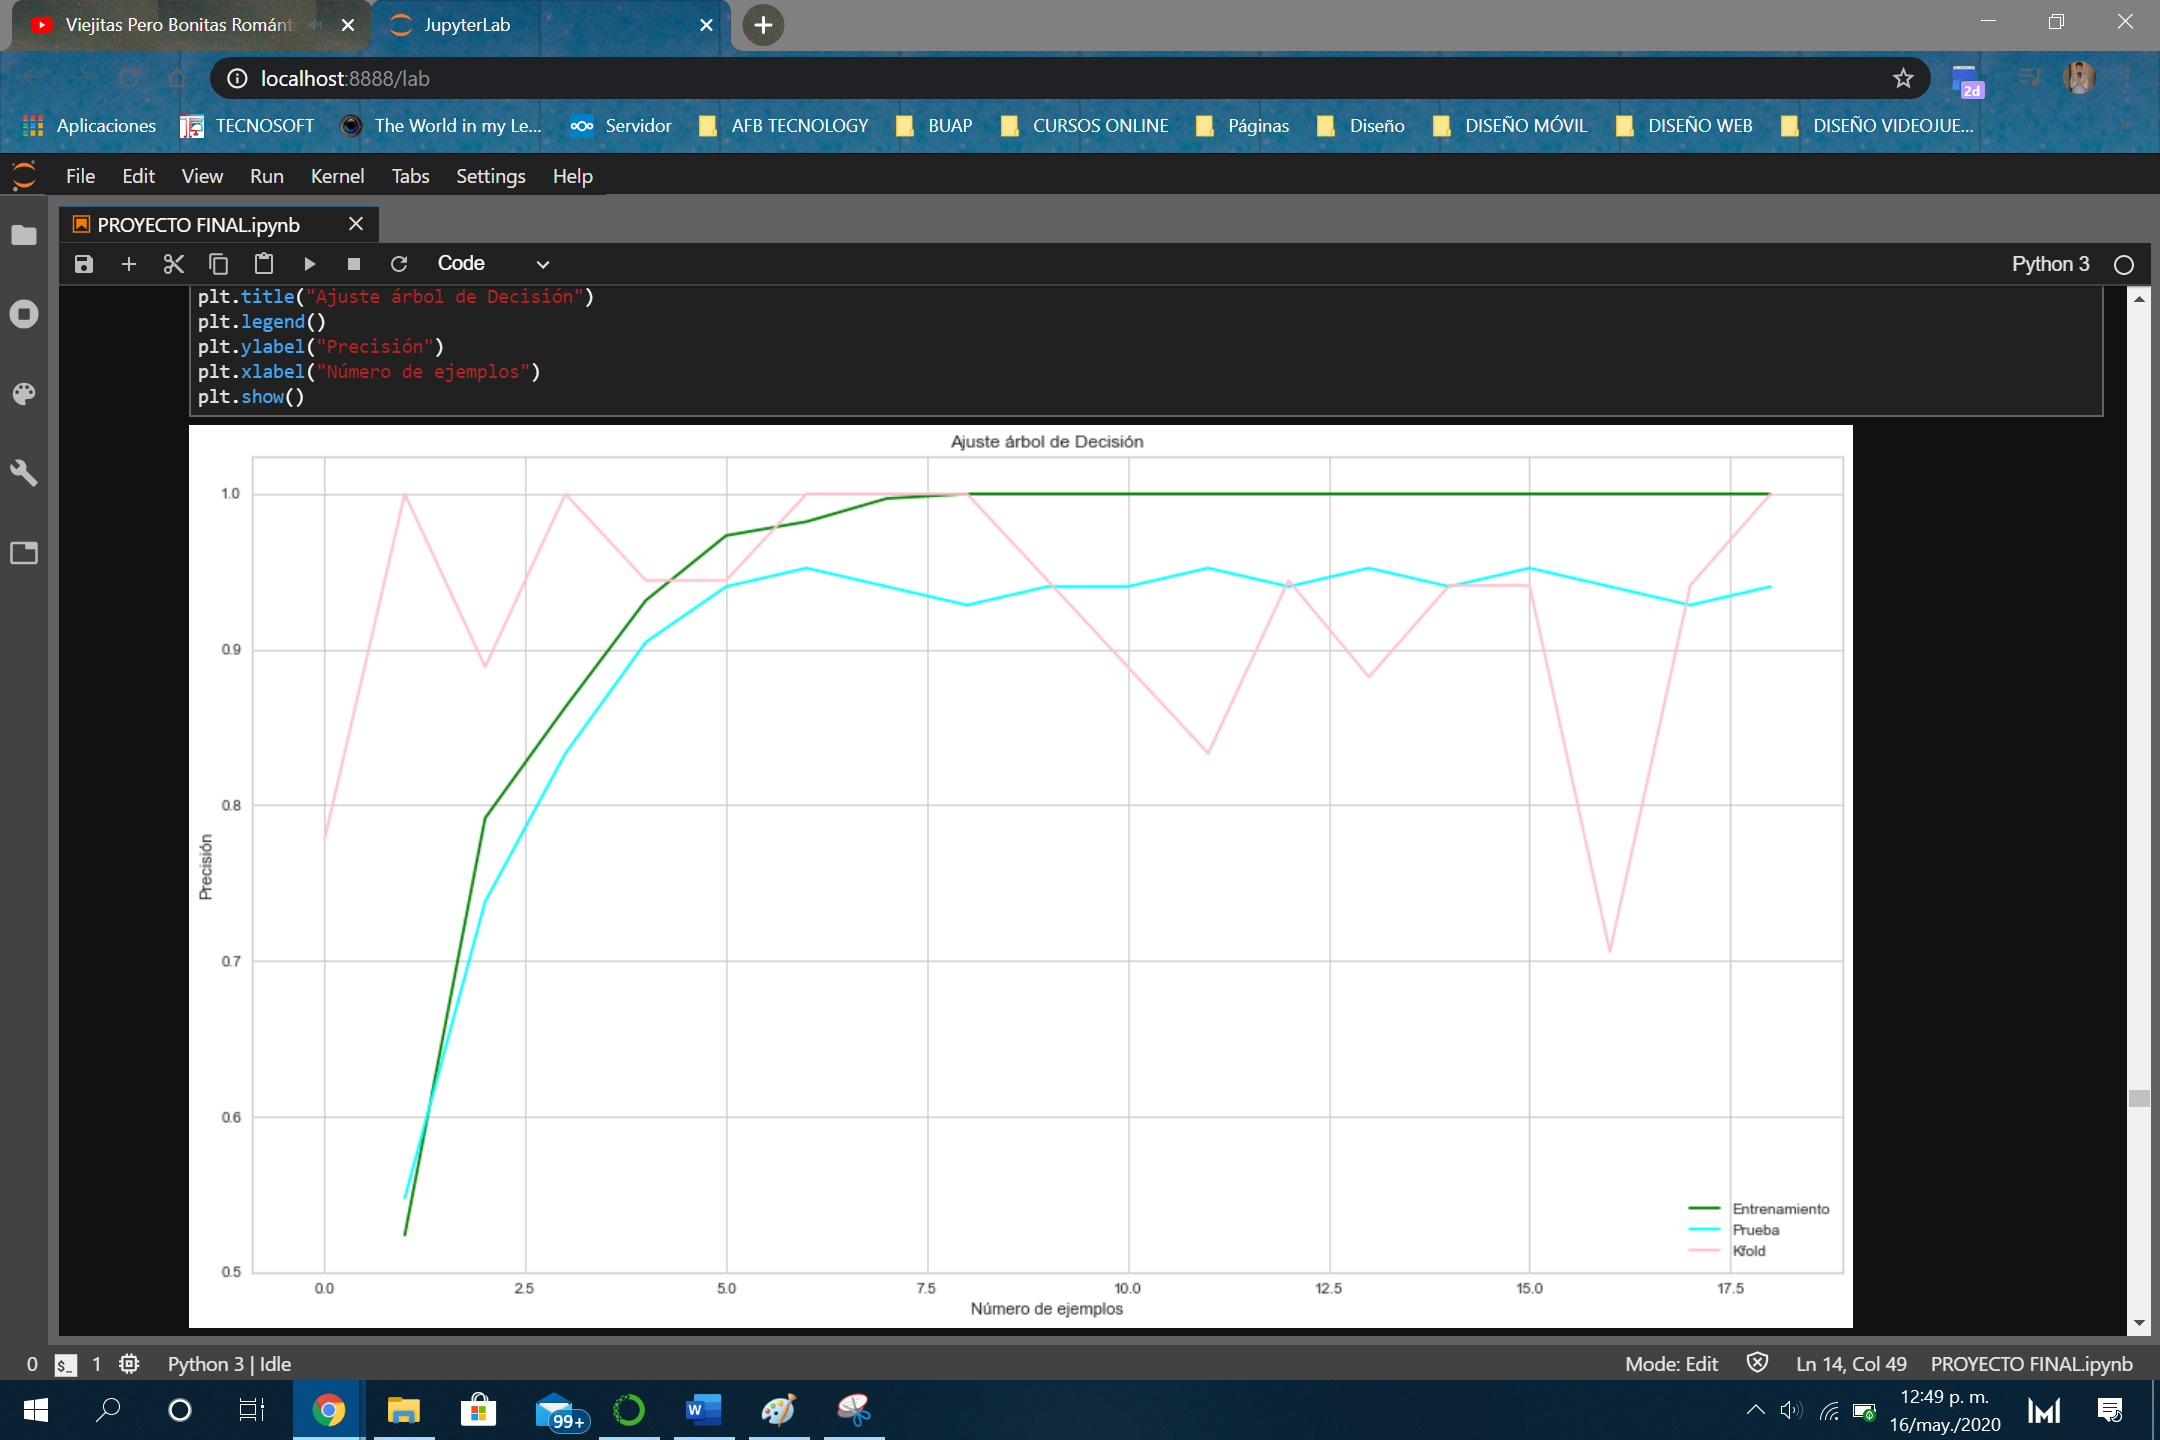 Viejitas Pero Bonitas Románt
JupyterLab
localhost:8888/lab
2d
Aplicaciones
TECNOSOFT
The World in my Le...
Servidor
AFB TECNOLOGY
BUAP
CURSOS ONLINE
Páginas
Diseño
DISEÑO MÓVIL
DISEÑO WEB
DISEÑO VIDEOJUE...
File Edit View Run Kernel Tabs Settings Help
PROYECTO FINAL.ipynb
Code
Python 3
plt.title("Ajuste árbol de Decisión")
plt.legend()
plt.ylabel("Precisión")
plt.xlabel("Número de ejemplos")
plt.show()
Ajuste árbol de Decisión
1.0
0.9
0.8
0.7
0.6
0.5
Precisión
Entrenamiento
Prueba
Kfold
0.0 2.5 5.0 7.5 10.0 12.5 15.0 17.5
Número de ejemplos
0 $_ 1 Python 3 | Idle
Mode: Edit Ln 14, Col 49 PROYECTO FINAL.ipynb
99+
W
12:49 p. m.
16/may./2020